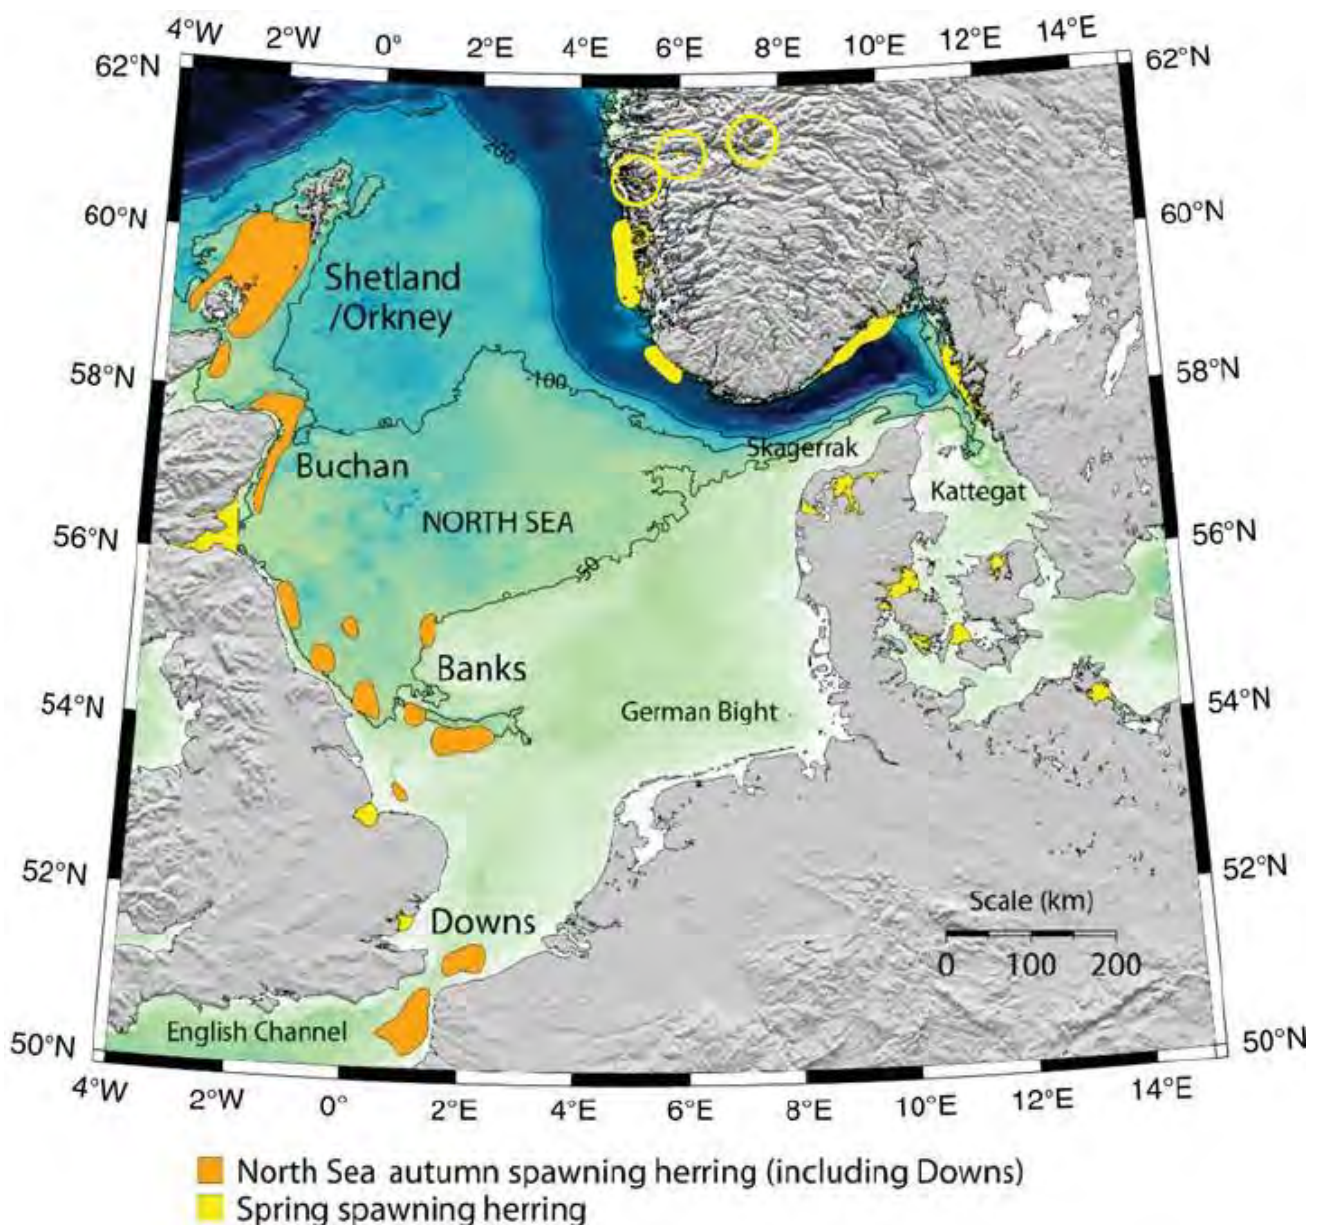 4°W 2°W 0° 2°E 4°E 6°E 8°E 10°E 12°E 14°E
62°N 62°N
-200
60°N 60°N
Shetland
/Orkney
58°N 58°N
-100
Skagerrak
Buchan
Kattegat
NORTH SEA
56°N 56°N
-50
Banks
54°N 54°N
German Bight
52°N 52°N
Scale (km)
Downs
0 100 200
English Channel
50°N 50°N
4°W 2°W 0° 2°E 4°E 6°E 8°E 10°E 12°E 14°E
North Sea autumn spawning herring (including Downs)
Spring spawning herring